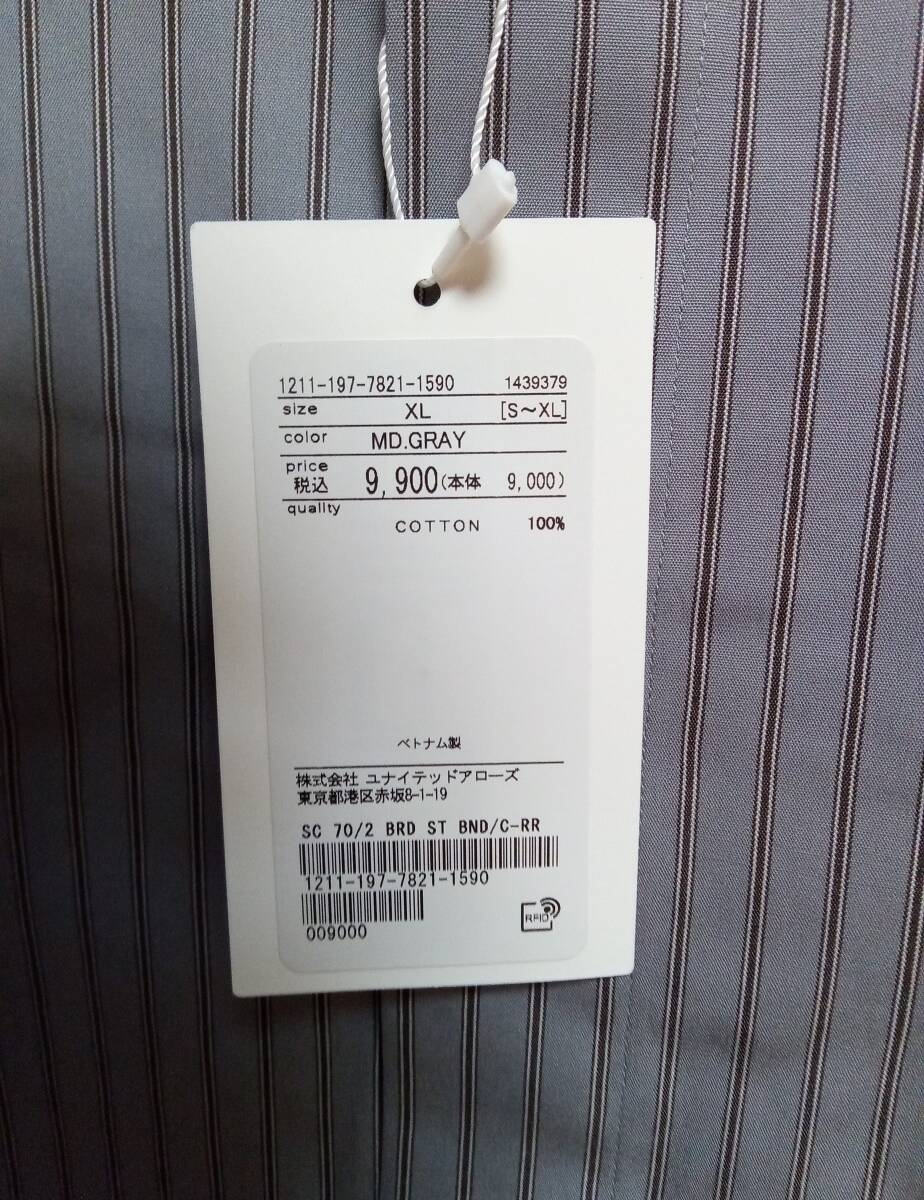 1211-197-7821-1590 1439379
size XL [S～XL]
color MD.GRAY
price
税込 9,900(本体 9,000)
quality
COTTON 100%
ベトナム製
株式会社 ユナイテッドアローズ
東京都港区赤坂8-1-19
SC 70/2 BRD ST BND/C-RR
1211-197-7821-1590
009000
RFID